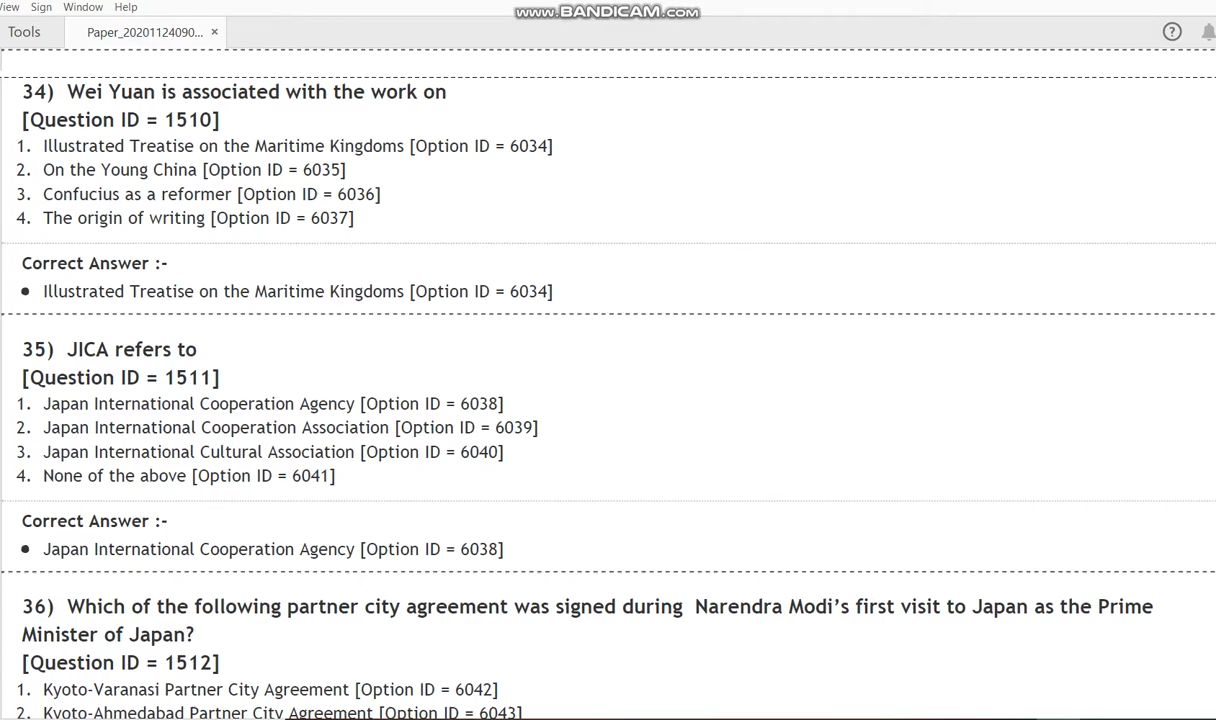 View Sign Window Help
www.BANDICAM.com
Tools Paper_20201124090... ×
?
34) Wei Yuan is associated with the work on
[Question ID = 1510]
1. Illustrated Treatise on the Maritime Kingdoms [Option ID = 6034]
2. On the Young China [Option ID = 6035]
3. Confucius as a reformer [Option ID = 6036]
4. The origin of writing [Option ID = 6037]
Correct Answer :-
• Illustrated Treatise on the Maritime Kingdoms [Option ID = 6034]
35) JICA refers to
[Question ID = 1511]
1. Japan International Cooperation Agency [Option ID = 6038]
2. Japan International Cooperation Association [Option ID = 6039]
3. Japan International Cultural Association [Option ID = 6040]
4. None of the above [Option ID = 6041]
Correct Answer :-
• Japan International Cooperation Agency [Option ID = 6038]
36) Which of the following partner city agreement was signed during Narendra Modi’s first visit to Japan as the Prime
Minister of Japan?
[Question ID = 1512]
1. Kyoto-Varanasi Partner City Agreement [Option ID = 6042]
2. Kyoto-Ahmedabad Partner City Agreement [Option ID = 6043]